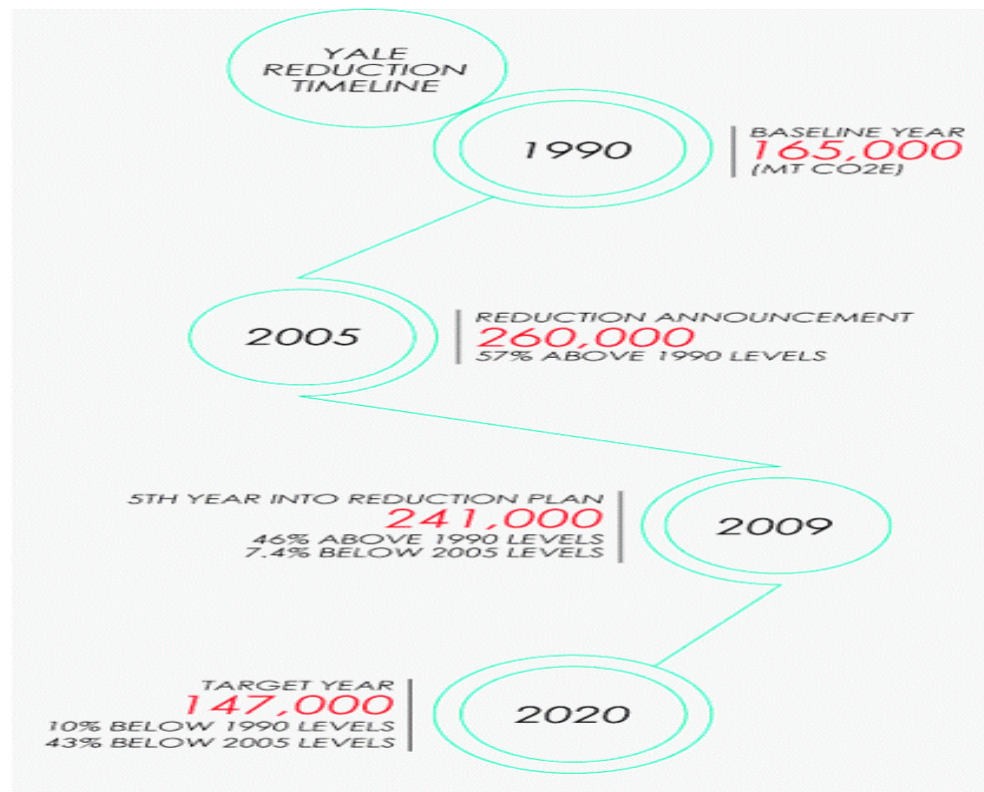 YALE
REDUCTION
TIMELINE
1990
BASELINE YEAR
165,000
(MT CO2E)
2005
REDUCTION ANNOUNCEMENT
260,000
57% ABOVE 1990 LEVELS
5TH YEAR INTO REDUCTION PLAN
241,000
46% ABOVE 1990 LEVELS
7.4% BELOW 2005 LEVELS
2009
TARGET YEAR
147,000
10% BELOW 1990 LEVELS
43% BELOW 2005 LEVELS
2020